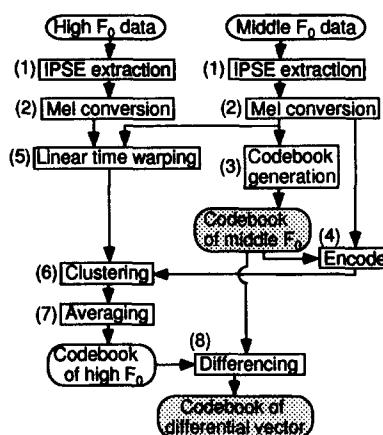 High F₀ data
Middle F₀ data
(1) IPSE extraction
(1) IPSE extraction
(2) Mel conversion
(2) Mel conversion
(5) Linear time warping
(3) Codebook
generation
Codebook
of middle F₀
(4)
Encode
(6) Clustering
(7) Averaging
Codebook
of high F₀
(8)
Differencing
Codebook of
differential vector